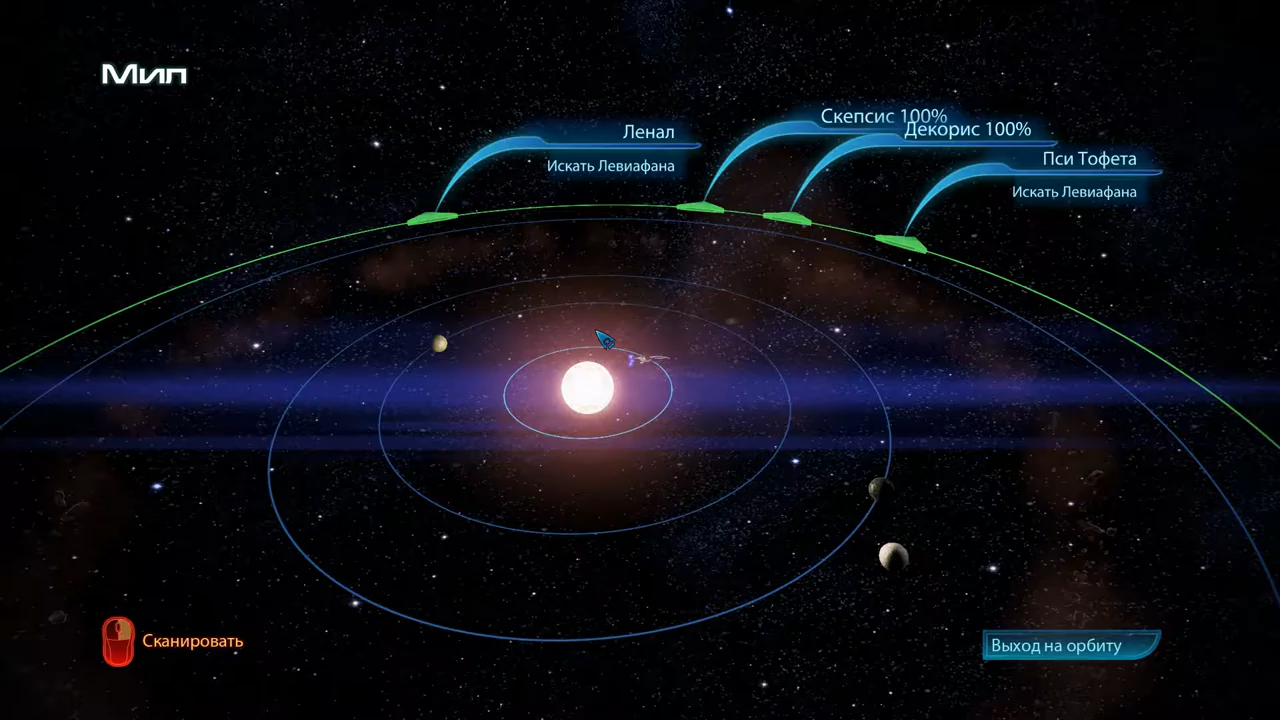 Мип
Ленал
Искать Левиафана
Скепсис 100%
Декорис 100%
Пси Тофета
Искать Левиафана
Сканировать
Выход на орбиту